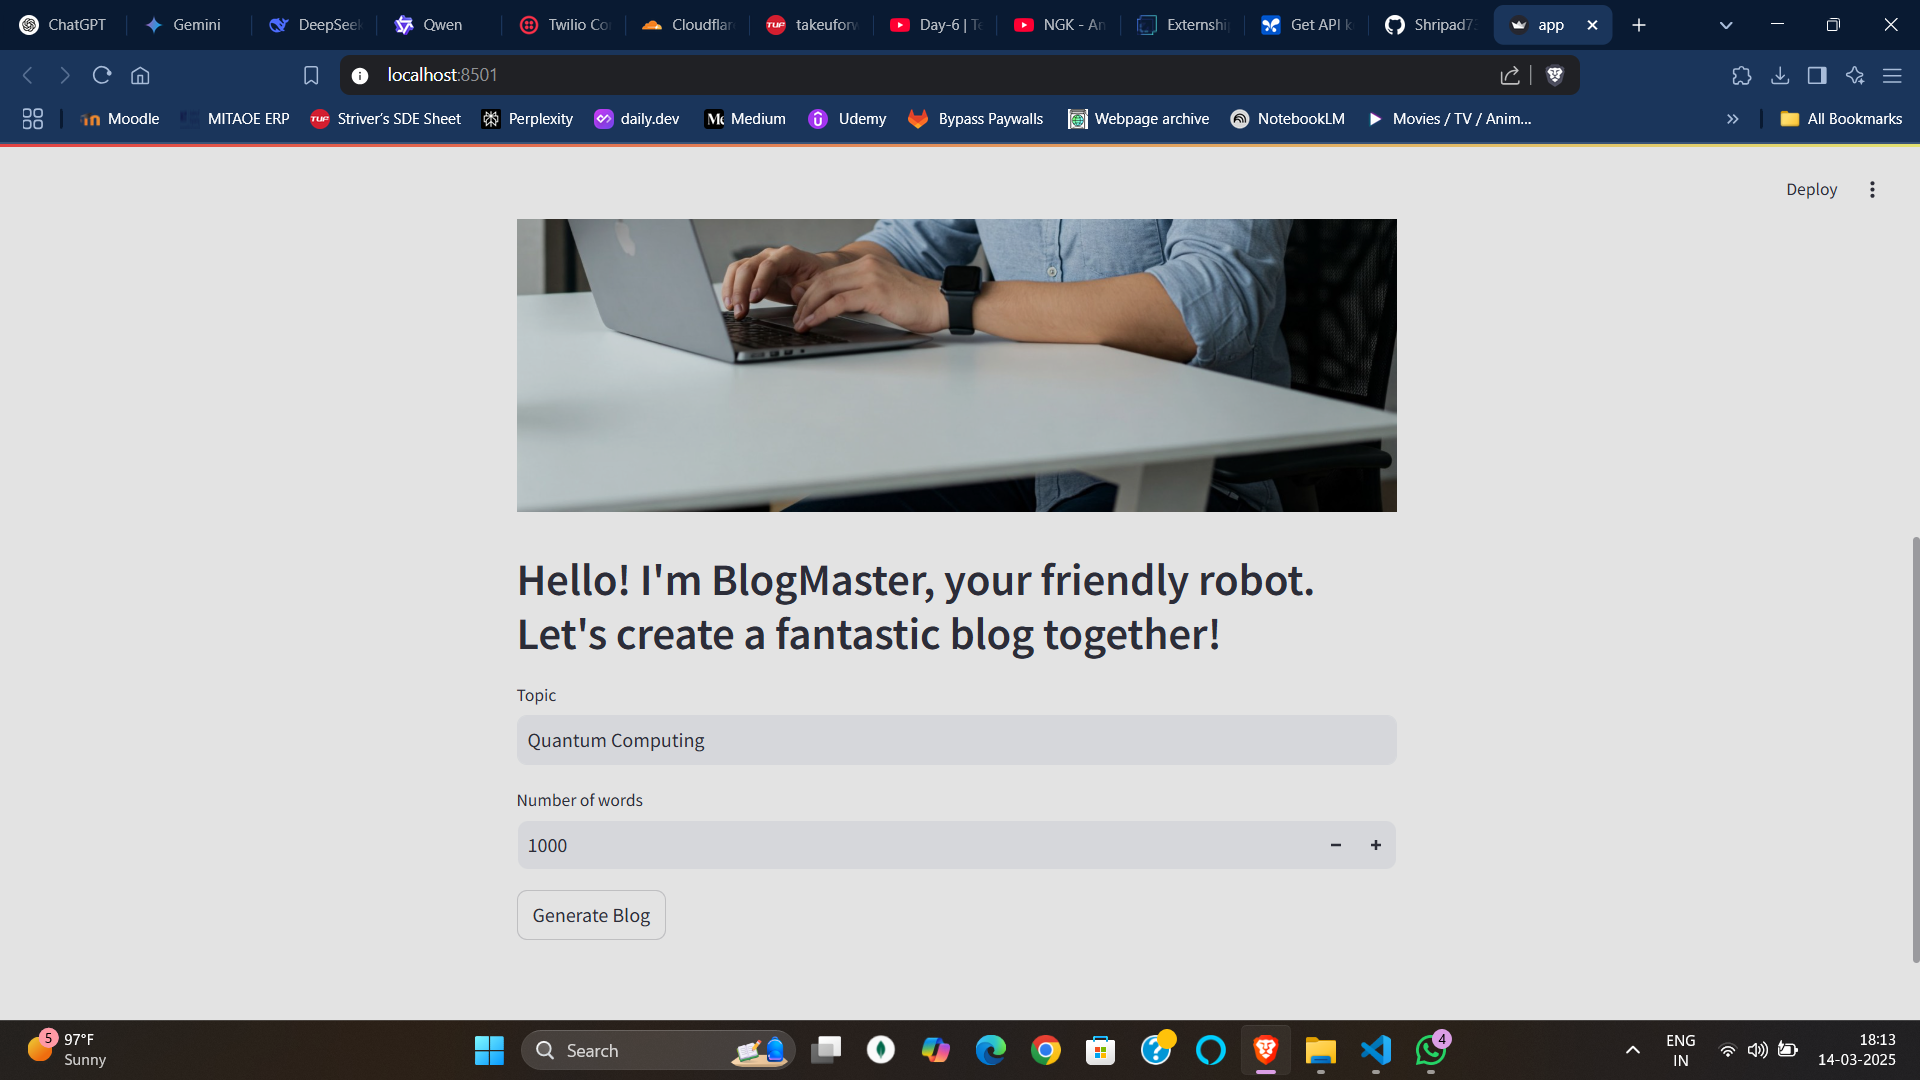 ChatGPT
Gemini
DeepSeek
Qwen
Twilio Co
Cloudflar
takeuforw
Day-6 | Te
NGK - An
Externshi
Get API k
Shripad73
app
localhost:8501
Moodle
MITAOE ERP
Striver's SDE Sheet
Perplexity
daily.dev
Medium
Udemy
Bypass Paywalls
Webpage archive
NotebookLM
Movies / TV / Anim...
All Bookmarks
Deploy
Hello! I'm BlogMaster, your friendly robot.
Let's create a fantastic blog together!
Topic
Quantum Computing
Number of words
1000
Generate Blog
5
97°F
Sunny
Search
4
ENG
IN
18:13
14-03-2025